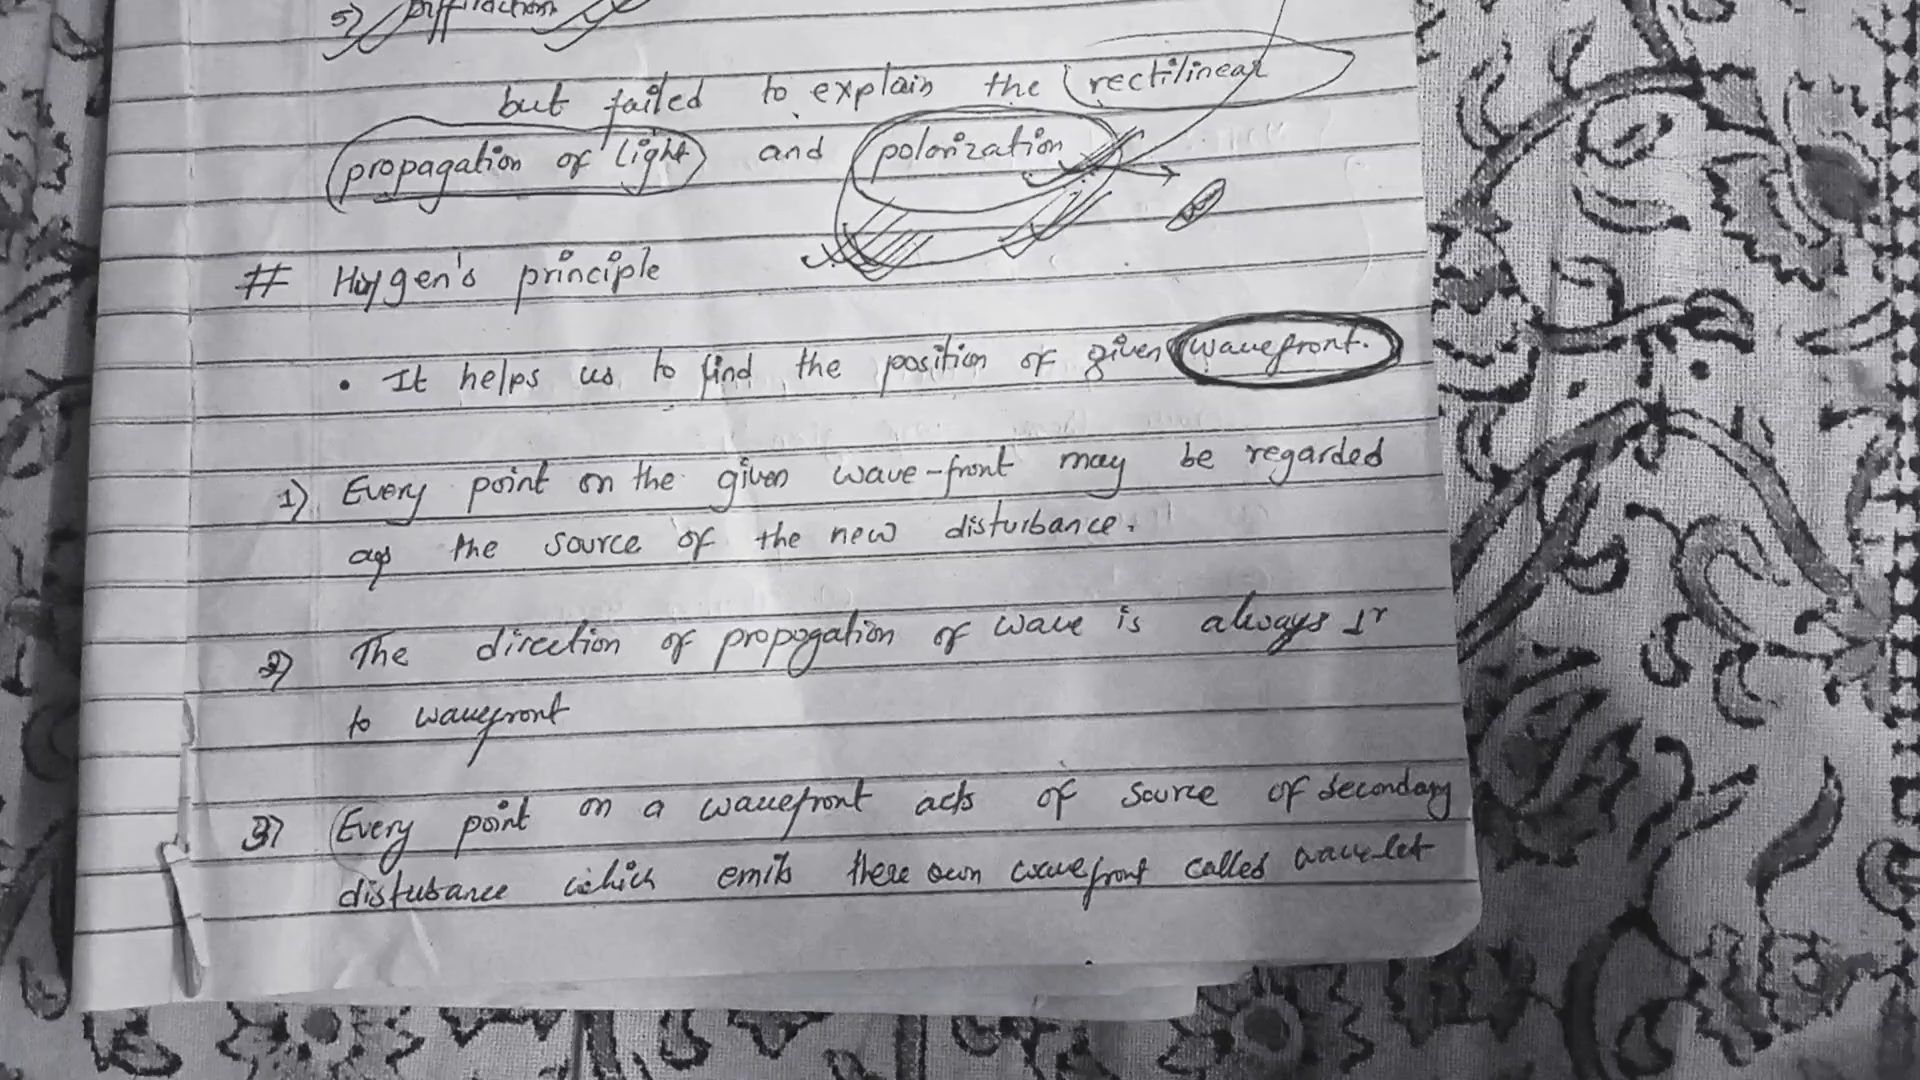 5) Diffraction
but failed to explain the rectilinear
propagation of light and polarization
# Huygen's principle
• It helps us to find the position of given wavefront.
1) Every point on the given wave-front may be regarded
as the source of the new disturbance.
2) The direction of propogation of wave is always ⊥r
to wavefront
3) Every point on a wavefront acts of source of secondary
distubance which emits there own wavefront called wavelet